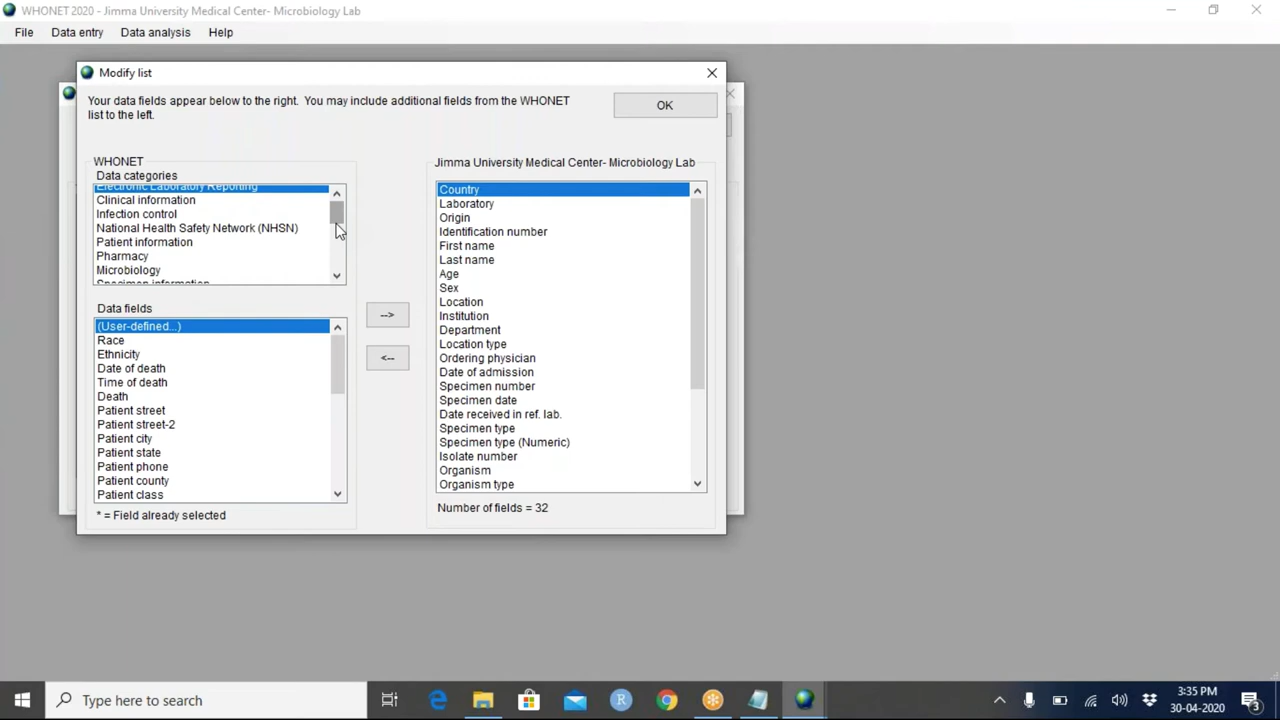 WHONET 2020 - Jimma University Medical Center- Microbiology Lab
File Data entry Data analysis Help
Modify list
Your data fields appear below to the right. You may include additional fields from the WHONET
list to the left.
OK
WHONET
Data categories
Electronic Laboratory Reporting
Clinical information
Infection control
National Health Safety Network (NHSN)
Patient information
Pharmacy
Microbiology
Specimen information
Data fields
(User-defined...)
Race
Ethnicity
Date of death
Time of death
Death
Patient street
Patient street-2
Patient city
Patient state
Patient phone
Patient county
Patient class
* = Field already selected
-->
<--
Jimma University Medical Center- Microbiology Lab
Country
Laboratory
Origin
Identification number
First name
Last name
Age
Sex
Location
Institution
Department
Location type
Ordering physician
Date of admission
Specimen number
Specimen date
Date received in ref. lab.
Specimen type
Specimen type (Numeric)
Isolate number
Organism
Organism type
Number of fields = 32
Type here to search
3:35 PM
30-04-2020
3